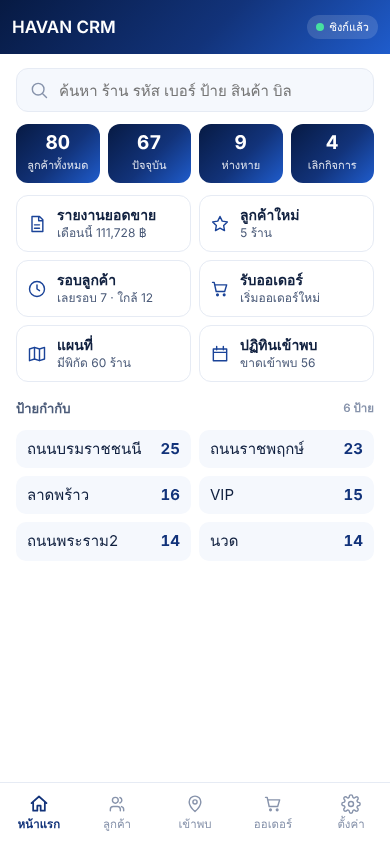 HAVAN CRM
ซิงก์แล้ว
ค้นหา ร้าน รหัส เบอร์ ป้าย สินค้า บิล
80
ลูกค้าทั้งหมด
67
ปัจจุบัน
9
ห่างหาย
4
เลิกกิจการ
รายงานยอดขาย
เดือนนี้ 111,728 ฿
ลูกค้าใหม่
5 ร้าน
รอบลูกค้า
เลยรอบ 7 · ใกล้ 12
รับออเดอร์
เริ่มออเดอร์ใหม่
แผนที่
มีพิกัด 60 ร้าน
ปฏิทินเข้าพบ
ขาดเข้าพบ 56
ป้ายกำกับ
6 ป้าย
ถนนบรมราชชนนี 25
ถนนราชพฤกษ์ 23
ลาดพร้าว 16
VIP 15
ถนนพระราม2 14
นวด 14
หน้าแรก
ลูกค้า
เข้าพบ
ออเดอร์
ตั้งค่า